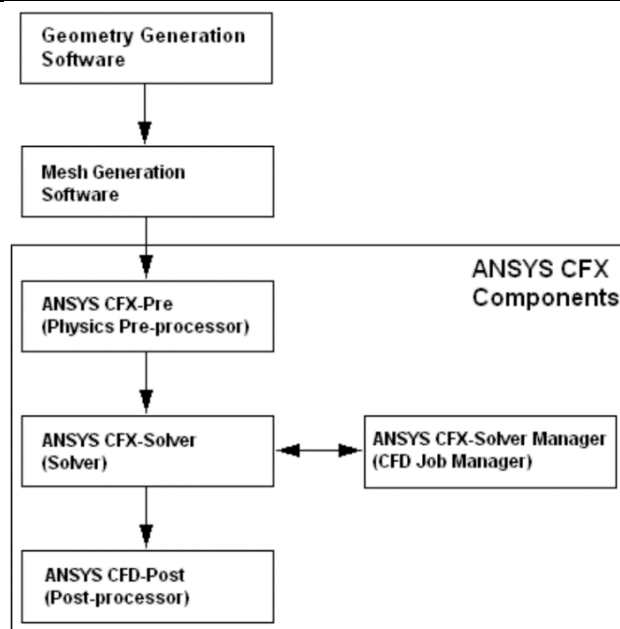 Geometry Generation
Software
Mesh Generation
Software
ANSYS CFX
Components
ANSYS CFX-Pre
(Physics Pre-processor)
ANSYS CFX-Solver
(Solver)
ANSYS CFX-Solver Manager
(CFD Job Manager)
ANSYS CFD-Post
(Post-processor)